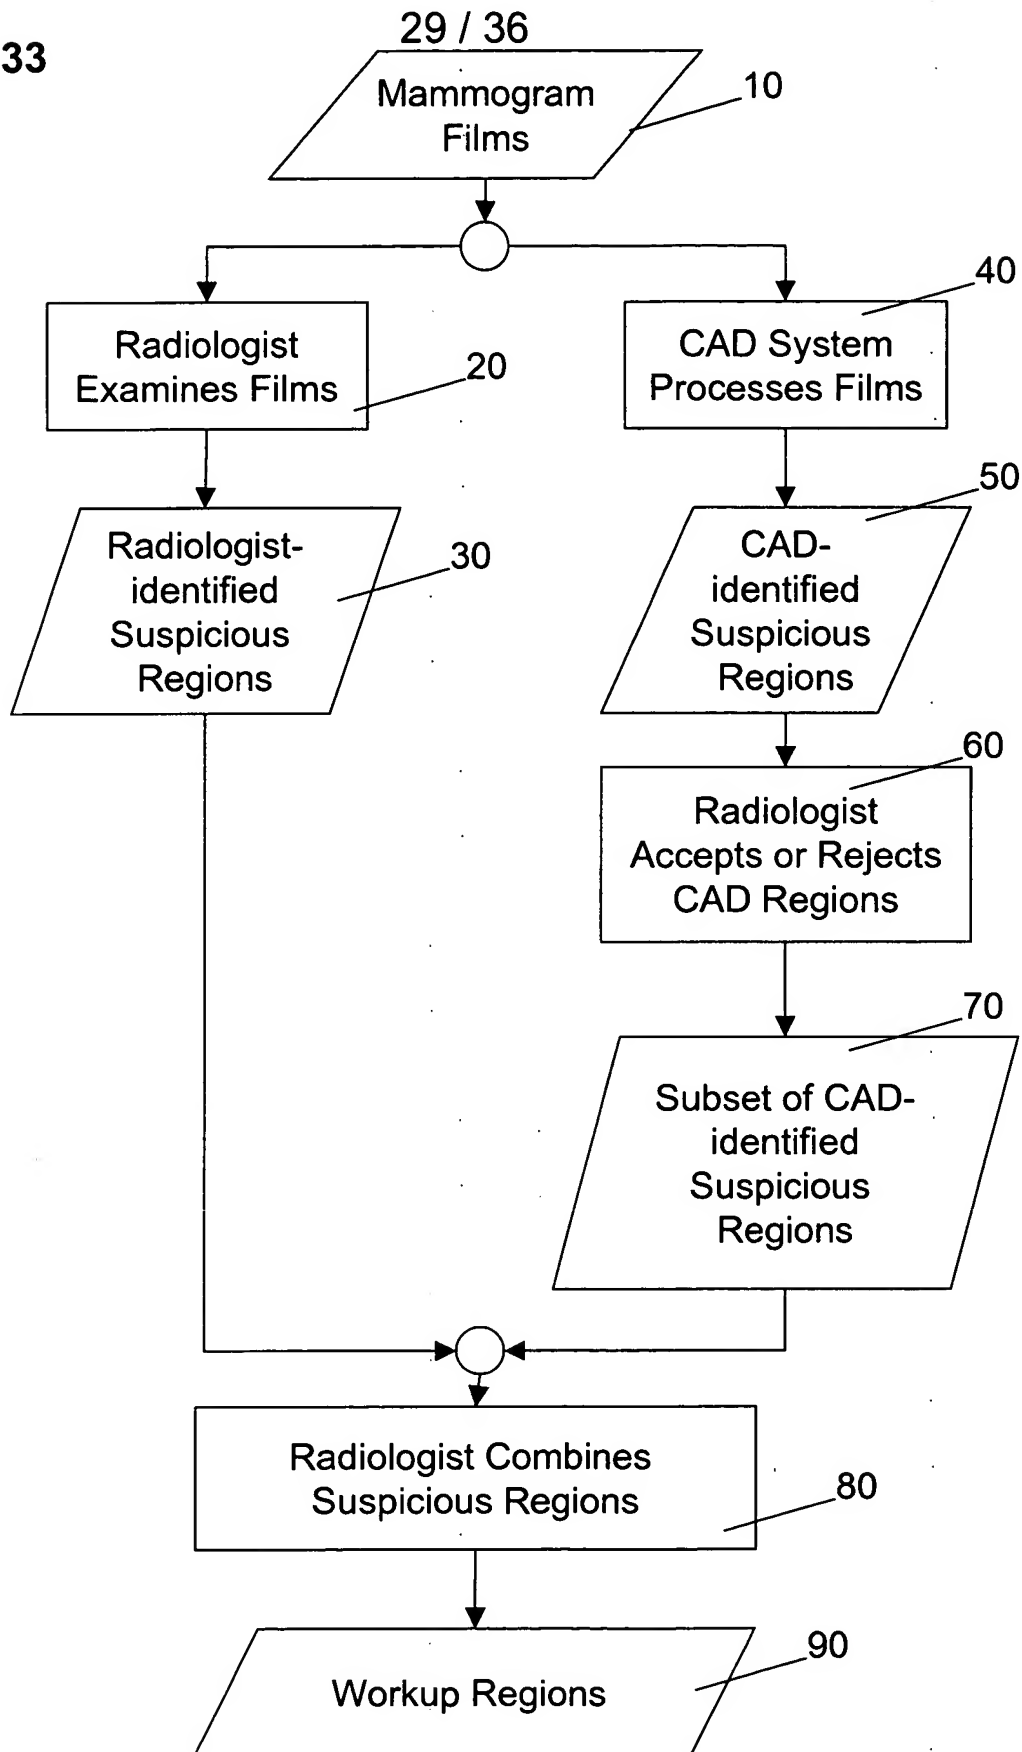 29 / 36
33
Mammogram
Films
10
Radiologist
Examines Films
20
CAD System
Processes Films
40
Radiologist-
identified
Suspicious
Regions
30
CAD-
identified
Suspicious
Regions
50
Radiologist
Accepts or Rejects
CAD Regions
60
Subset of CAD-
identified
Suspicious
Regions
70
Radiologist Combines
Suspicious Regions
80
Workup Regions
90